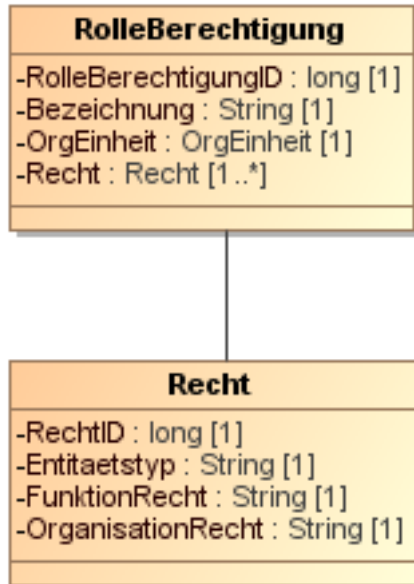 RolleBerechtigung
-RolleBerechtigungID : long [1]
-Bezeichnung : String [1]
-OrgEinheit : OrgEinheit [1]
-Recht : Recht [1..*]
Recht
-RechtID : long [1]
-Entitaetstyp : String [1]
-FunktionRecht : String [1]
-OrganisationRecht : String [1]